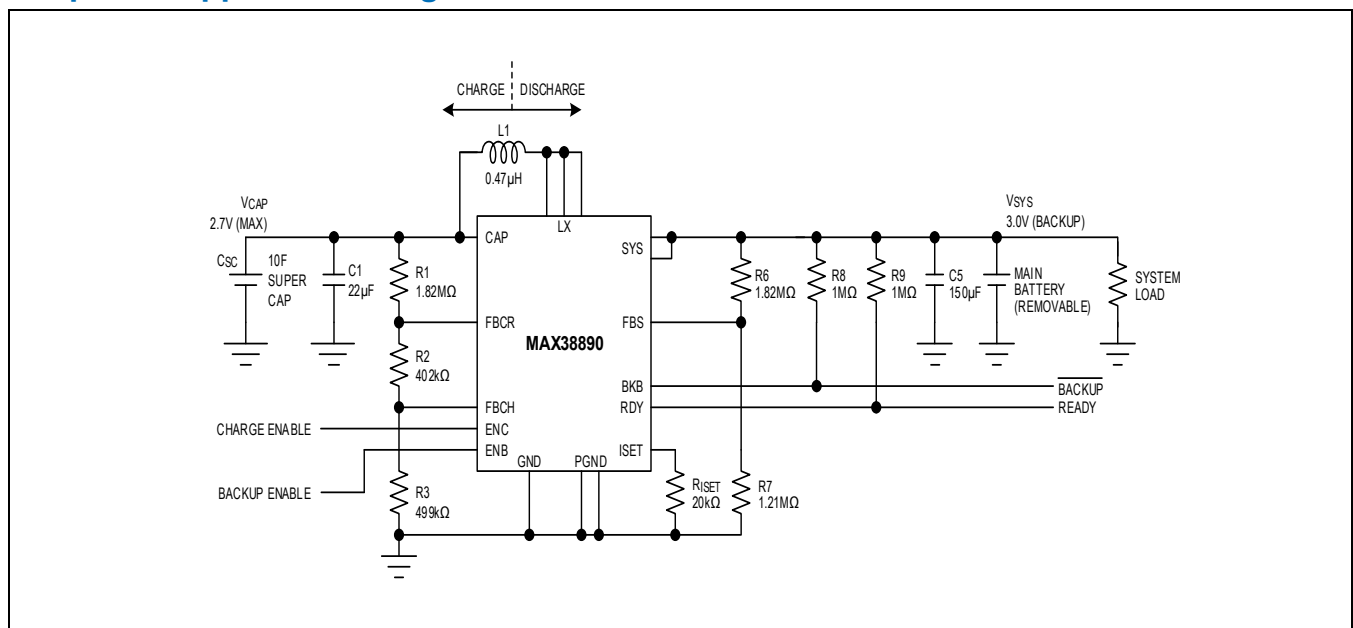 CHARGE DISCHARGE
L1
0.47µH
VCAP
2.7V (MAX)
VSYS
3.0V (BACKUP)
CAP
LX
SYS
CSC
10F
SUPER
CAP
C1
22µF
R1
1.82MΩ
R6
1.82MΩ
R8
1MΩ
R9
1MΩ
C5
150µF
MAIN
BATTERY
(REMOVABLE)
SYSTEM
LOAD
FBCR
FBS
MAX38890
R2
402kΩ
BKB
BACKUP
FBCH
RDY
READY
CHARGE ENABLE
ENC
ENB
ISET
GND
PGND
BACKUP ENABLE
R3
499kΩ
RISET
20kΩ
R7
1.21MΩ